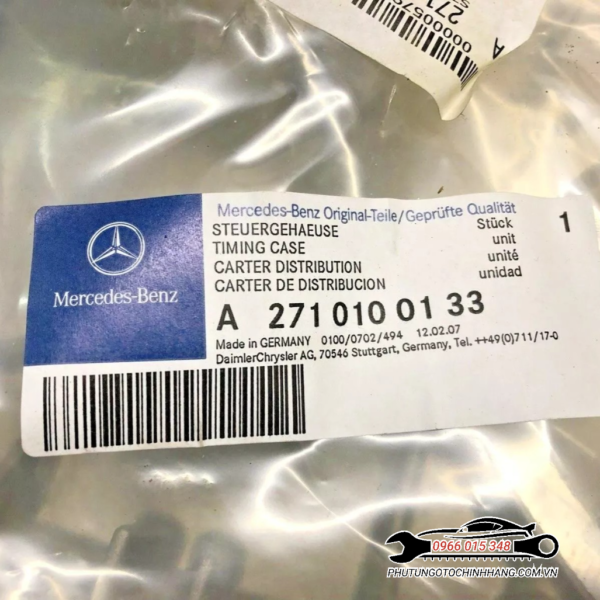 A
271
Mercedes-Benz Original-Teile/Geprüfte Qualität
STEUERGEHAEUSE Stück 1
TIMING CASE unit
CARTER DISTRIBUTION unité
CARTER DE DISTRIBUCION unidad
Mercedes-Benz
A 271 010 01 33
Made in GERMANY 0100/0702/494 12.02.07
DaimlerChrysler AG, 70546 Stuttgart, Germany, Tel. ++49(0)711/17-0
0966 015 348
PHUTUNGOTOCHINHHANG.COM.VN